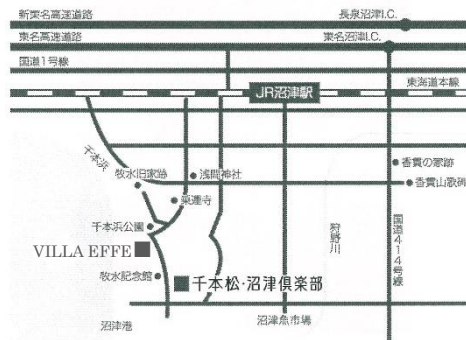 新東名高速道路
長泉沼津I.C.
東名高速道路
東名沼津I.C.
国道1号線
東海道本線
JR沼津駅
千本浜
浅間神社
香貫の家跡
牧水旧家跡
香貫山歌碑
乗運寺
千本浜公園
狩野川
国道414号線
VILLA EFFE
牧水記念館
千本松・沼津倶楽部
沼津港
沼津魚市場